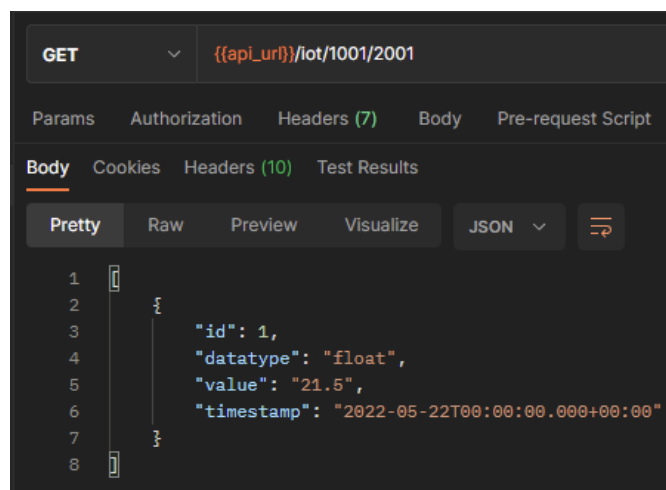 GET {{api_url}}/iot/1001/2001
Params Authorization Headers (7) Body Pre-request Script
Body Cookies Headers (10) Test Results
Pretty Raw Preview Visualize JSON
1 [
2 {
3 "id": 1,
4 "datatype": "float",
5 "value": "21.5",
6 "timestamp": "2022-05-22T00:00:00.000+00:00"
7 }
8 ]